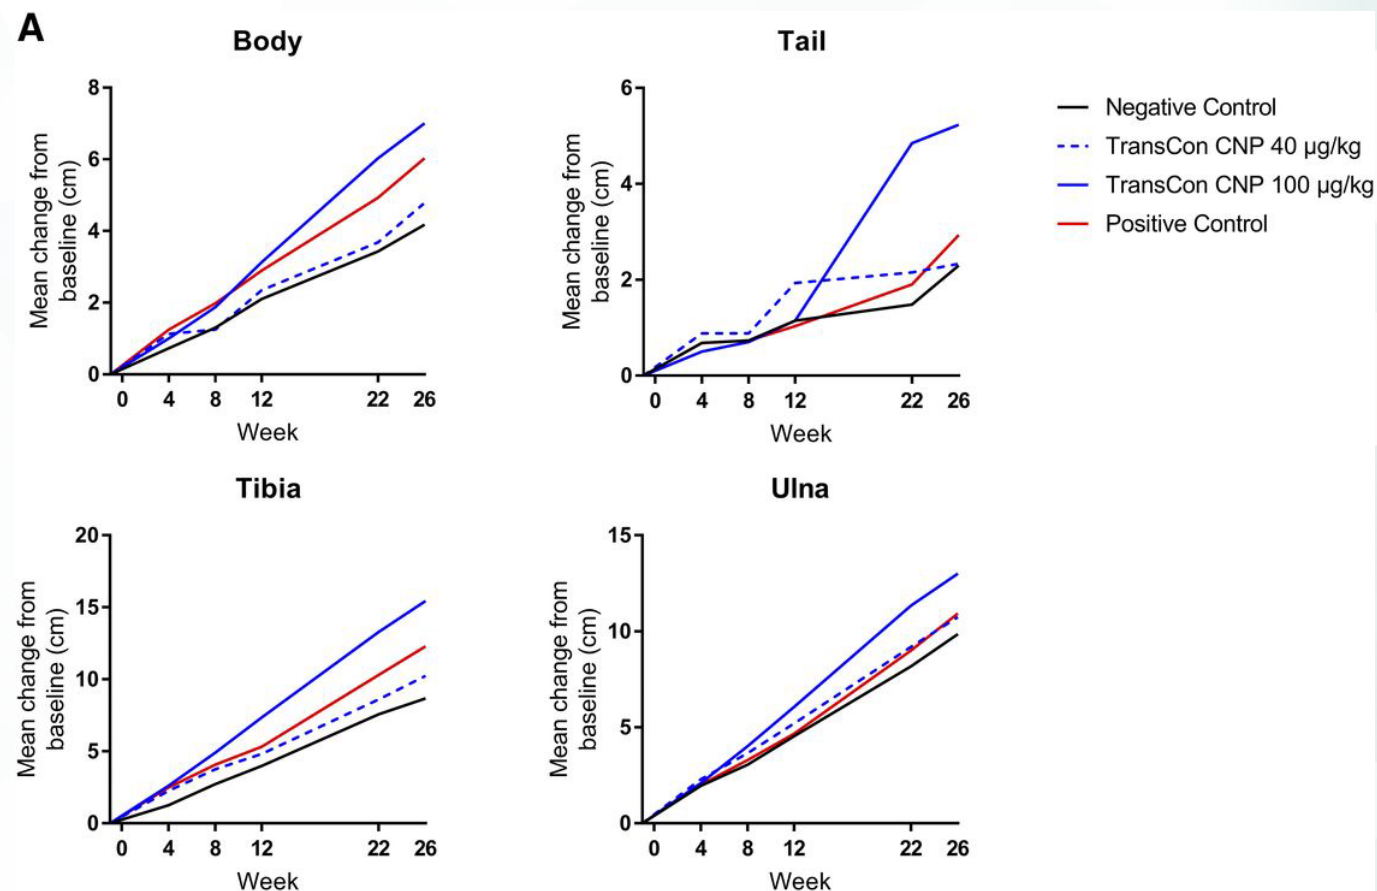 A
Body
Mean change from
baseline (cm)
8
6
4
2
0
0 4 8 12 22 26
Week
Tail
Mean change from
baseline (cm)
6
4
2
0
0 4 8 12 22 26
Week
Negative Control
TransCon CNP 40 µg/kg
TransCon CNP 100 µg/kg
Positive Control
Tibia
Mean change from
baseline (cm)
20
15
10
5
0
0 4 8 12 22 26
Week
Ulna
Mean change from
baseline (cm)
15
10
5
0
0 4 8 12 22 26
Week